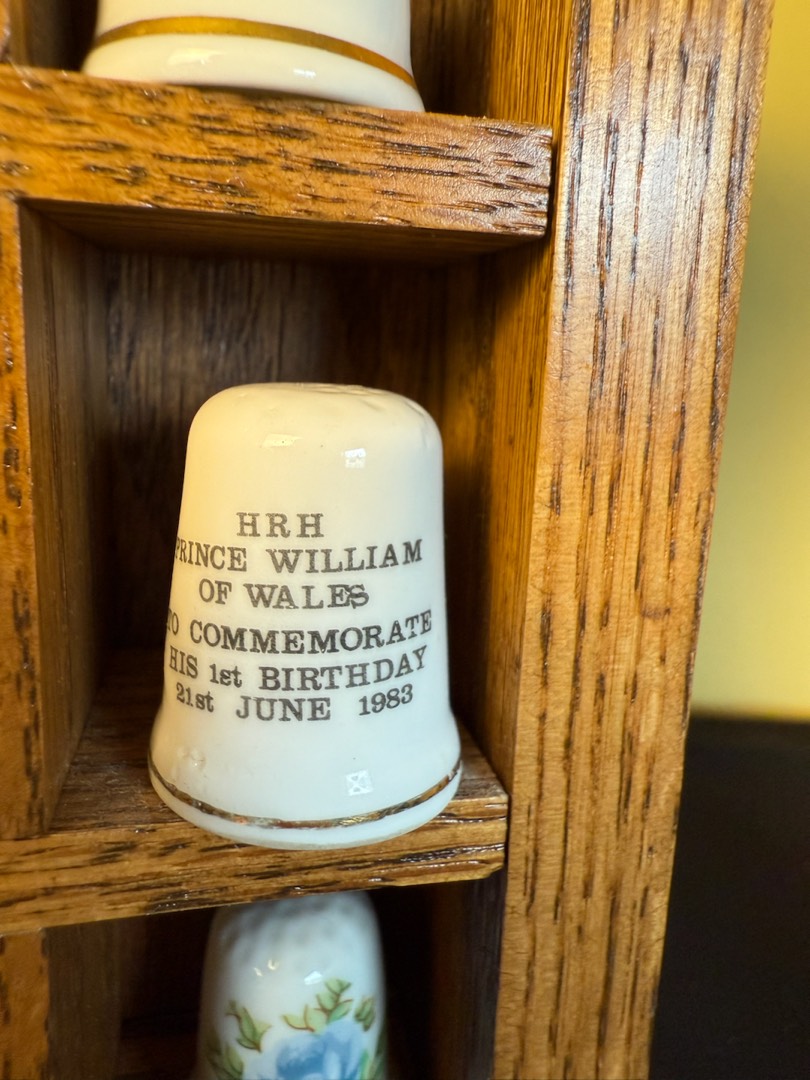 HRH
PRINCE WILLIAM
OF WALES
TO COMMEMORATE
HIS 1st BIRTHDAY
21st JUNE 1983